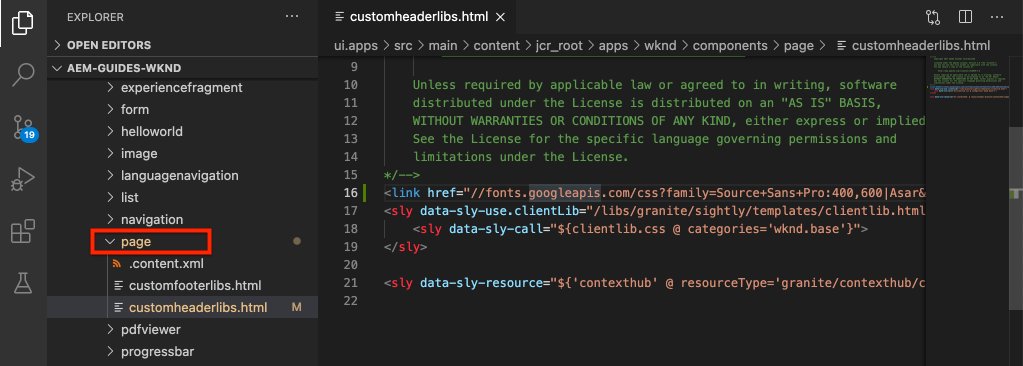 EXPLORER
OPEN EDITORS
AEM-GUIDES-WKND
experiencefragment
form
helloworld
image
languagenavigation
list
navigation
page
.content.xml
customfooterlibs.html
customheaderlibs.html M
pdfviewer
progressbar
19
customheaderlibs.html
ui.apps > src > main > content > jcr_root > apps > wknd > components > page > customheaderlibs.html
9
10 Unless required by applicable law or agreed to in writing, software
11 distributed under the License is distributed on an "AS IS" BASIS,
12 WITHOUT WARRANTIES OR CONDITIONS OF ANY KIND, either express or implied
13 See the License for the specific language governing permissions and
14 limitations under the License.
15 */-->
16 <link href="//fonts.googleapis.com/css?family=Source+Sans+Pro:400,600|Asar&
17 <sly data-sly-use.clientLib="/libs/granite/sightly/templates/clientlib.html
18 <sly data-sly-call="${clientlib.css @ categories='wknd.base'}">
19 </sly>
20
21 <sly data-sly-resource="${'contexthub' @ resourceType='granite/contexthub/c
22